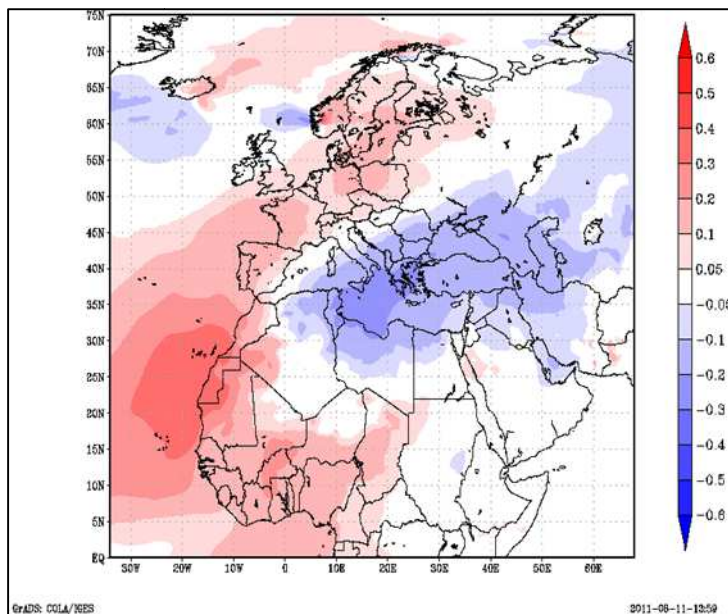 75N
70N
65N
60N
55N
50N
45N
40N
35N
30N
25N
20N
15N
10N
5N
EQ
30W 20W 10W 0 10E 20E 30E 40E 50E 60E
0.6
0.5
0.4
0.3
0.2
0.1
0.05
-0.05
-0.1
-0.2
-0.3
-0.4
-0.5
-0.6
GrADS: COLA/IGES
2011-08-11-13:59